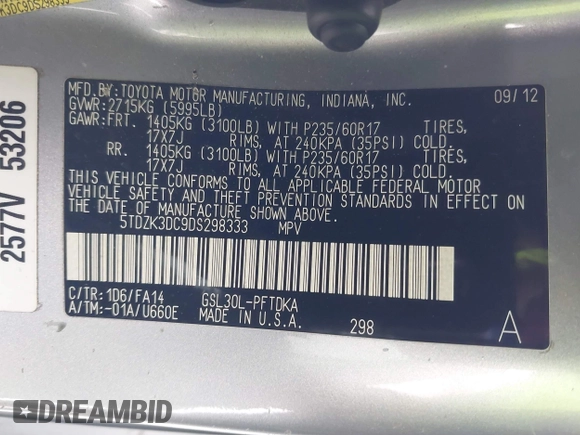 K3DC9DS298333
2577V 53206
MFD. BY: TOYOTA MOTOR MANUFACTURING, INDIANA, INC. 09/12
GVWR: 2715KG (5995LB)
GAWR: FRT. 1405KG (3100LB) WITH P235/60R17 TIRES,
17X7J RIMS, AT 240KPA (35PSI) COLD.
RR. 1405KG (3100LB) WITH P235/60R17 TIRES,
17X7J RIMS, AT 240KPA (35PSI) COLD.
THIS VEHICLE CONFORMS TO ALL APPLICABLE FEDERAL MOTOR
VEHICLE SAFETY AND THEFT PREVENTION STANDARDS IN EFFECT ON
THE DATE OF MANUFACTURE SHOWN ABOVE.
5TDZK3DC9DS298333 MPV
C/TR: 1D6/FA14 GSL30L-PFTDKA
A/TM: -01A/U660E MADE IN U.S.A. 298 A
DREAMBID